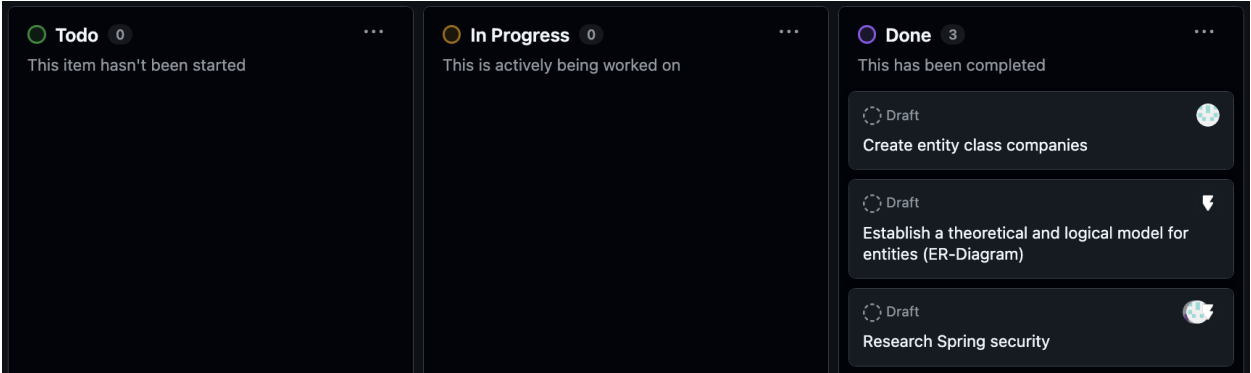 Todo 0
This item hasn't been started
In Progress 0
This is actively being worked on
Done 3
This has been completed
Draft
Create entity class companies
Draft
Establish a theoretical and logical model for
entities (ER-Diagram)
Draft
Research Spring security